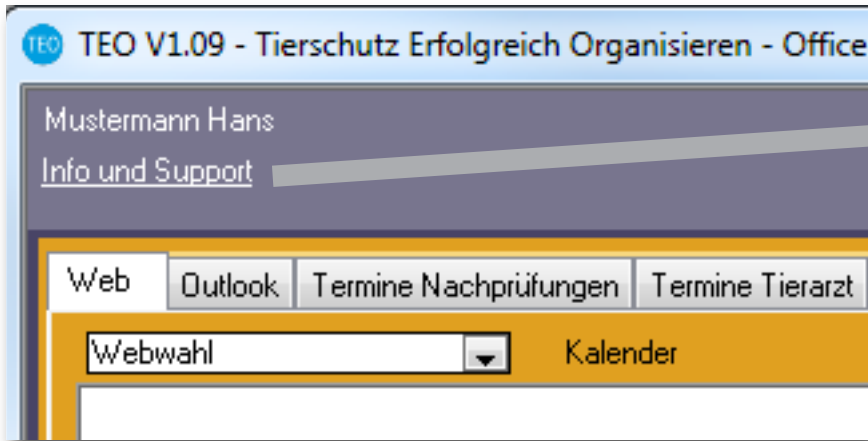 TEO TEO V1.09 - Tierschutz Erfolgreich Organisieren - Office
Mustermann Hans
Info und Support
Web Outlook Termine Nachprüfungen Termine Tierarzt
Webwahl Kalender